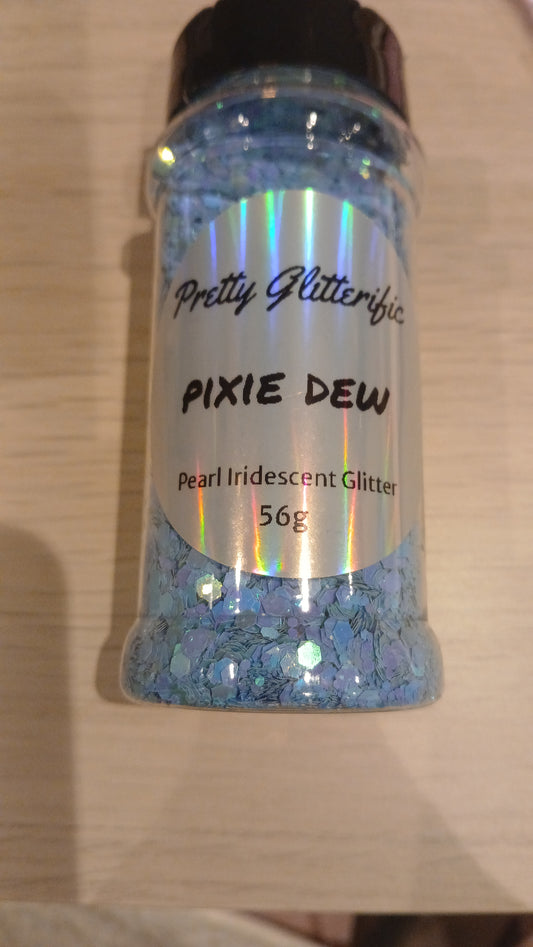 Pretty Glitterific
PIXIE DEW
Pearl Iridescent Glitter
56g